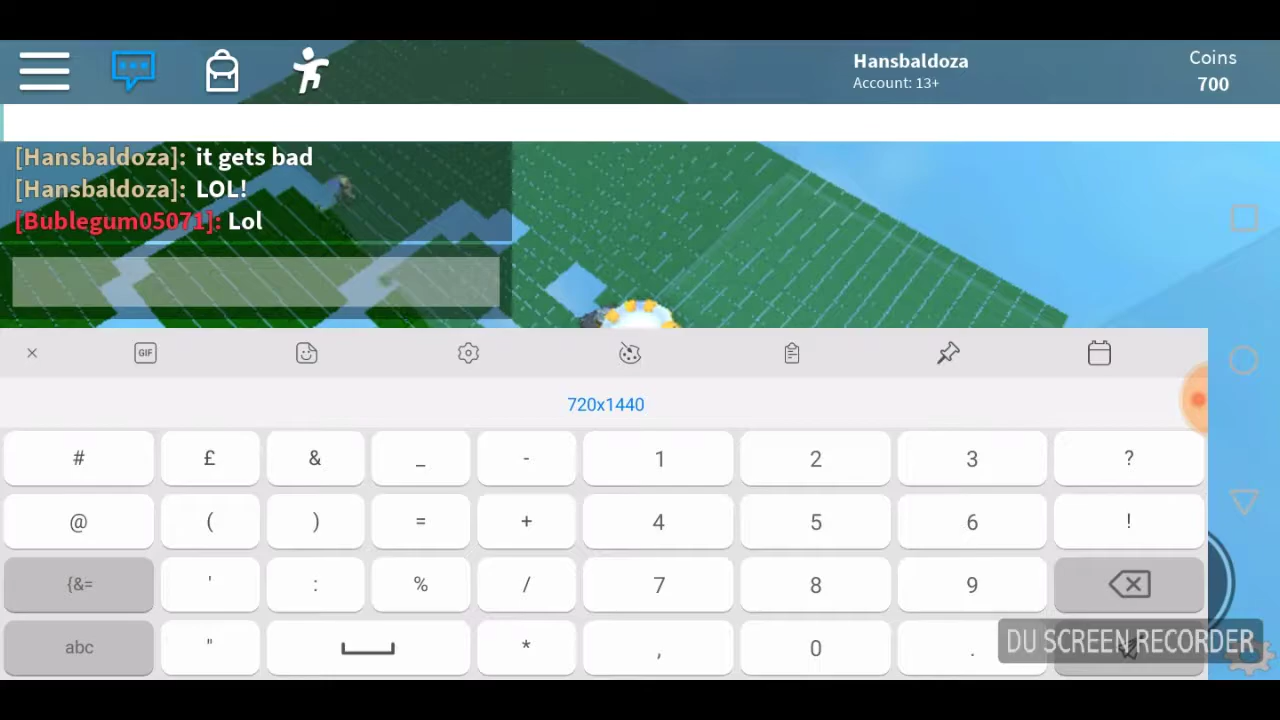 Hansbaldoza
Account: 13+
Coins
700
[Hansbaldoza]: it gets bad
[Hansbaldoza]: LOL!
[Bublegum05071]: Lol
GIF
720x1440
# £ & _ - 1 2 3 ?
@ ( ) = + 4 5 6 !
{&= ' : % / 7 8 9
abc " * , 0 .
DU SCREEN RECORDER